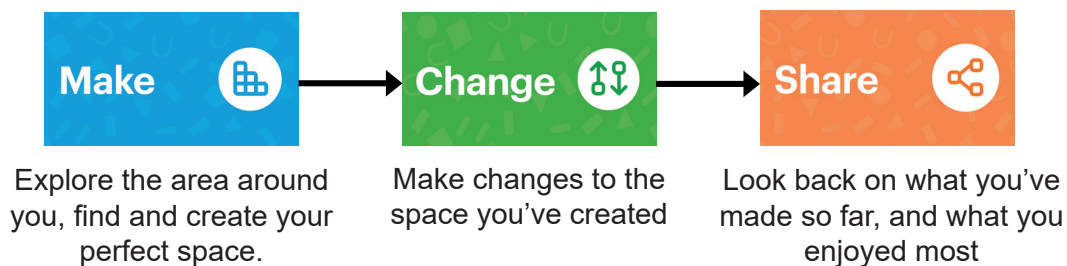 Make
Change
Share
Explore the area around
you, find and create your
perfect space.
Make changes to the
space you’ve created
Look back on what you’ve
made so far, and what you
enjoyed most